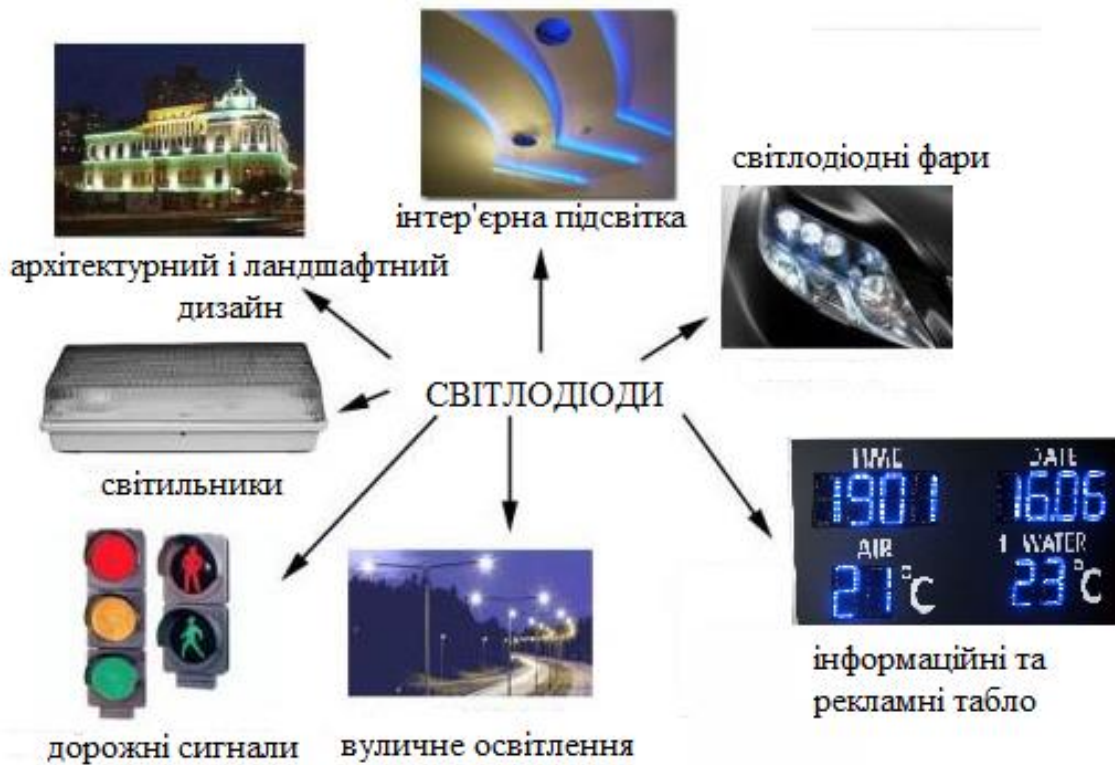 інтер'єрна підсвітка
світлодіодні фари
архітектурний і ландшафтний
дизайн
СВІТЛОДІОДИ
світильники
TIME DATE
1901 16.06
AIR WATER
21°C 23°C
інформаційні та
рекламні табло
дорожні сигнали
вуличне освітлення